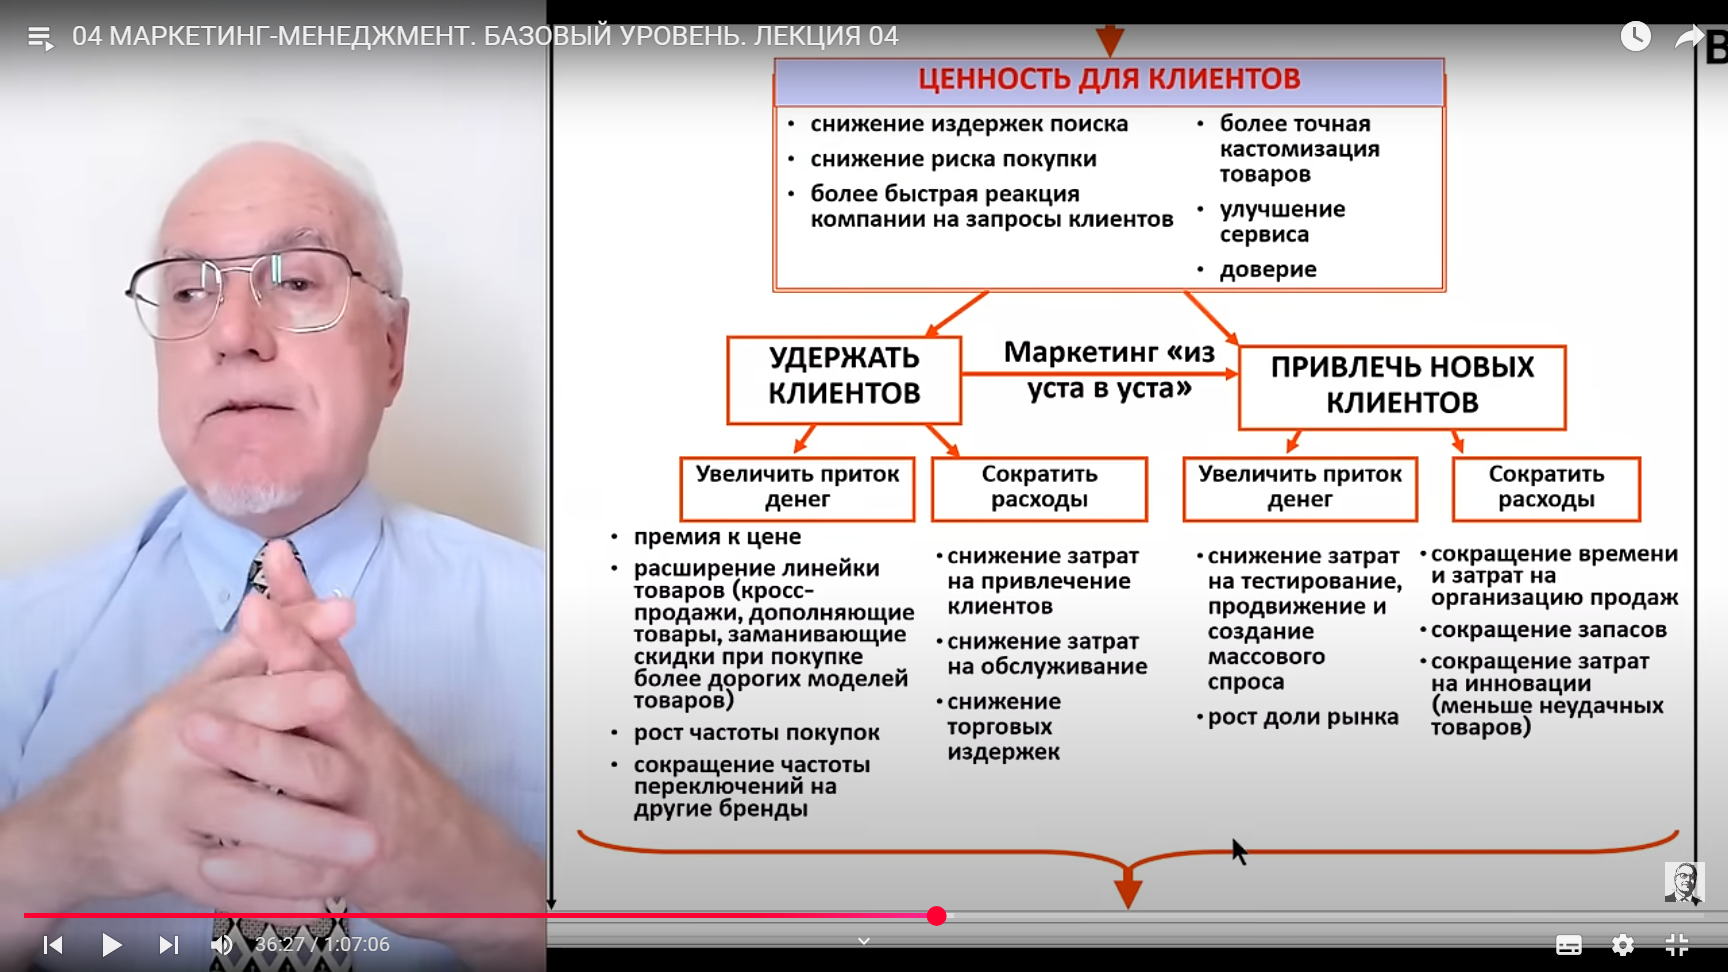 04 МАРКЕТИНГ-МЕНЕДЖМЕНТ. БАЗОВЫЙ УРОВЕНЬ. ЛЕКЦИЯ 04
В
ЦЕННОСТЬ ДЛЯ КЛИЕНТОВ
• снижение издержек поиска
• снижение риска покупки
• более быстрая реакция
компании на запросы клиентов
• более точная
кастомизация
товаров
• улучшение
сервиса
• доверие
УДЕРЖАТЬ
КЛИЕНТОВ
Маркетинг «из
уста в уста»
ПРИВЛЕЧЬ НОВЫХ
КЛИЕНТОВ
Увеличить приток
денег
• премия к цене
• расширение линейки
товаров (кросс-
продажи, дополняющие
товары, заманивающие
скидки при покупке
более дорогих моделей
товаров)
• рост частоты покупок
• сокращение частоты
переключений на
другие бренды
Сократить
расходы
• снижение затрат
на привлечение
клиентов
• снижение затрат
на обслуживание
• снижение
торговых
издержек
Увеличить приток
денег
• снижение затрат
на тестирование,
продвижение и
создание
массового
спроса
• рост доли рынка
Сократить
расходы
• сокращение времени
и затрат на
организацию продаж
• сокращение запасов
• сокращение затрат
на инновации
(меньше неудачных
товаров)
36:27 / 1:07:06